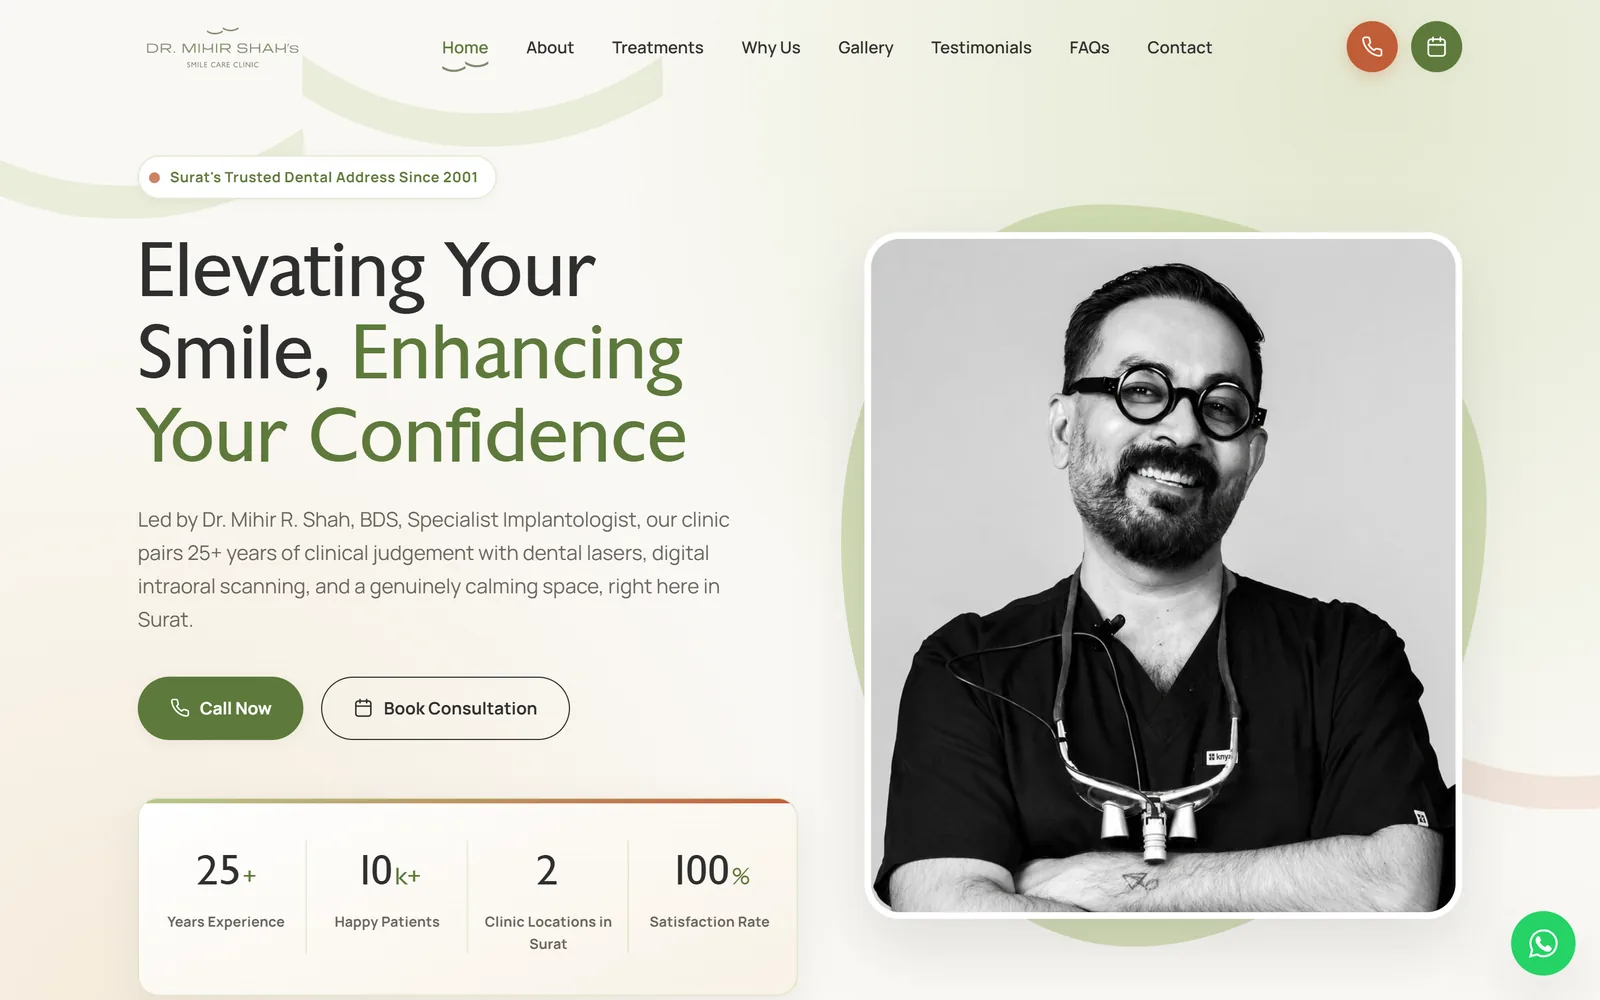 DR. MIHIR SHAH's
SMILE CARE CLINIC
Home
About
Treatments
Why Us
Gallery
Testimonials
FAQs
Contact
Surat's Trusted Dental Address Since 2001
Elevating Your
Smile, Enhancing
Your Confidence
Led by Dr. Mihir R. Shah, BDS, Specialist Implantologist, our clinic
pairs 25+ years of clinical judgement with dental lasers, digital
intraoral scanning, and a genuinely calming space, right here in
Surat.
Call Now
Book Consultation
25+
Years Experience
10k+
Happy Patients
2
Clinic Locations in
Surat
100%
Satisfaction Rate